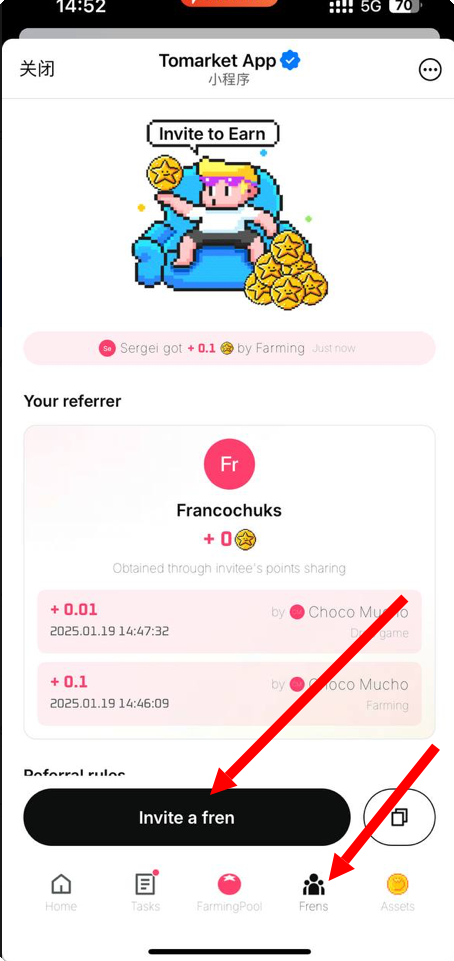 14:52
5G 70
关闭
Tomarket App
小程序
Invite to Earn
Se Sergei got + 0.1 by Farming Just now
Your referrer
Fr
Francochuks
+ 0
Obtained through invitee's points sharing
+ 0.01
by Choco Mucho
2025.01.19 14:47:32
game
+ 0.1
by Choco Mucho
2025.01.19 14:46:09
Farming
Referral rules
Invite a fren
Home
Tasks
FarmingPool
Frens
Assets